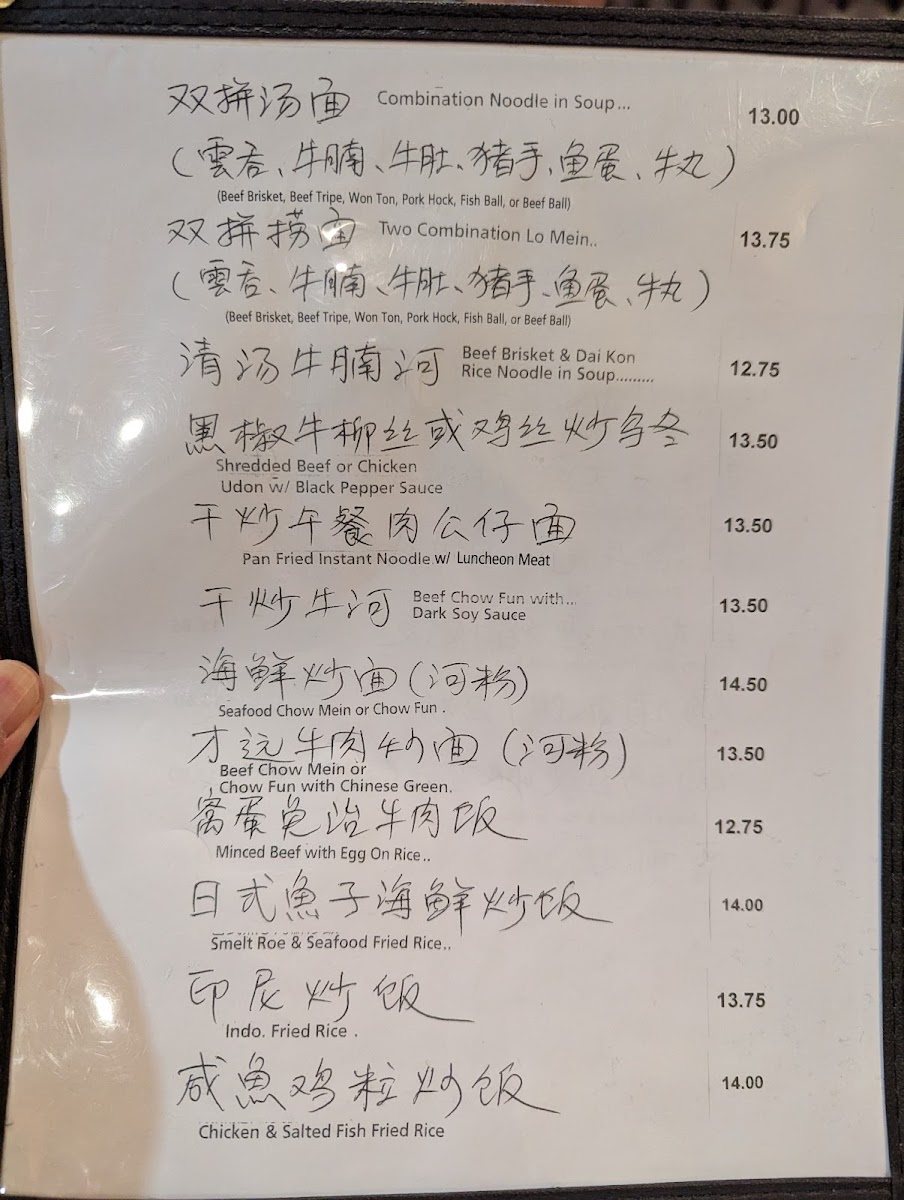 双拼汤面 Combination Noodle in Soup... 13.00
(雲吞、牛腩、牛肚、猪手、鱼蛋、牛丸)
(Beef Brisket, Beef Tripe, Won Ton, Pork Hock, Fish Ball, or Beef Ball)
双拼捞面 Two Combination Lo Mein.. 13.75
(雲吞、牛腩、牛肚、猪手、鱼蛋、牛丸)
(Beef Brisket, Beef Tripe, Won Ton, Pork Hock, Fish Ball, or Beef Ball)
清汤牛腩河 Beef Brisket & Dai Kon
Rice Noodle in Soup......... 12.75
黑椒牛柳丝或鸡丝炒乌冬 13.50
Shredded Beef or Chicken
Udon w/ Black Pepper Sauce
干炒午餐肉公仔面 13.50
Pan Fried Instant Noodle w/ Luncheon Meat
干炒牛河 Beef Chow Fun with...
Dark Soy Sauce 13.50
海鲜炒面(河粉) 14.50
Seafood Chow Mein or Chow Fun .
才远牛肉炒面(河粉) 13.50
Beef Chow Mein or
Chow Fun with Chinese Green.
窝蛋免治牛肉饭 12.75
Minced Beef with Egg On Rice..
日式魚子海鲜炒饭 14.00
Smelt Roe & Seafood Fried Rice..
印尼炒饭 13.75
Indo. Fried Rice .
咸魚鸡粒炒饭 14.00
Chicken & Salted Fish Fried Rice